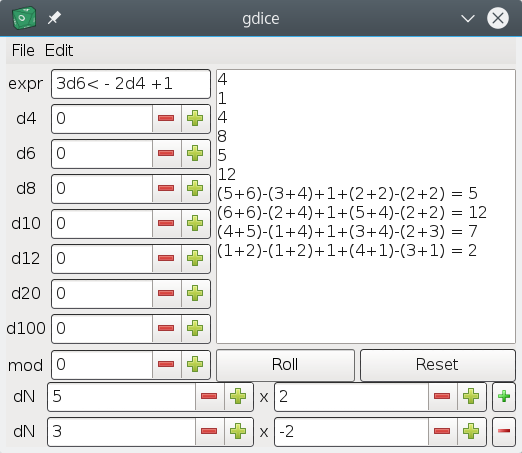 gdice
File Edit
expr 3d6< - 2d4 +1
d4 0
d6 0
d8 0
d10 0
d12 0
d20 0
d100 0
mod 0
4
1
4
8
5
12
(5+6)-(3+4)+1+(2+2)-(2+2) = 5
(6+6)-(2+4)+1+(5+4)-(2+2) = 12
(4+5)-(1+4)+1+(3+4)-(2+3) = 7
(1+2)-(1+2)+1+(4+1)-(3+1) = 2
Roll Reset
dN 5 x 2
dN 3 x -2